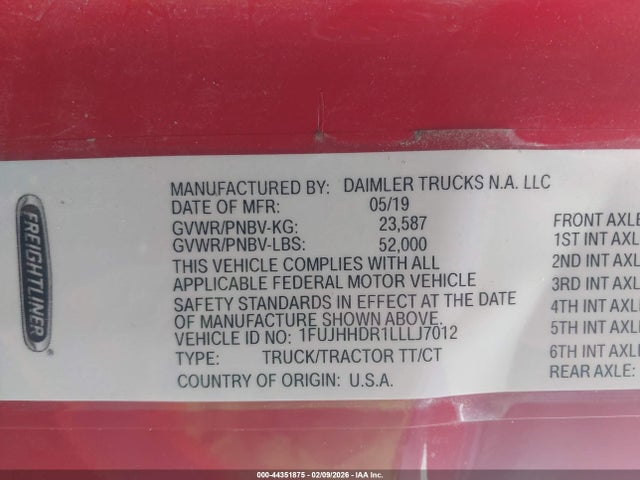 FREIGHTLINER
MANUFACTURED BY: DAIMLER TRUCKS N.A. LLC
DATE OF MFR: 05/19
GVWR/PNBV-KG: 23,587
GVWR/PNBV-LBS: 52,000
THIS VEHICLE COMPLIES WITH ALL
APPLICABLE FEDERAL MOTOR VEHICLE
SAFETY STANDARDS IN EFFECT AT THE DATE
OF MANUFACTURE SHOWN ABOVE.
VEHICLE ID NO: 1FUJHHDR1LLLJ7012
TYPE: TRUCK/TRACTOR TT/CT
COUNTRY OF ORIGIN: U.S.A.
FRONT AXLE
1ST INT AXL
2ND INT AXL
3RD INT AXL
4TH INT AXL
5TH INT AXL
6TH INT AXL
REAR AXLE:
000-44351875 - 02/09/2026 - IAA Inc.